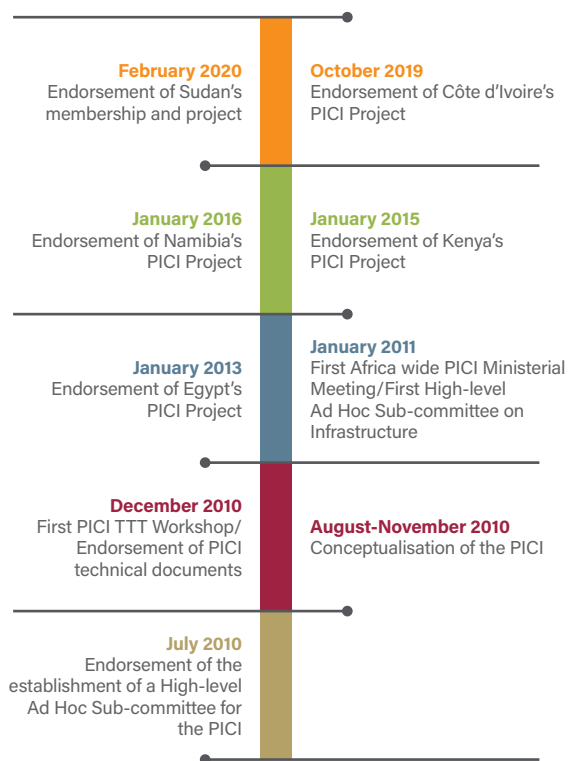 February 2020
Endorsement of Sudan's
membership and project
October 2019
Endorsement of Côte d'Ivoire's
PICI Project
January 2016
Endorsement of Namibia's
PICI Project
January 2015
Endorsement of Kenya's
PICI Project
January 2013
Endorsement of Egypt's
PICI Project
January 2011
First Africa wide PICI Ministerial
Meeting/First High-level
Ad Hoc Sub-committee on
Infrastructure
December 2010
First PICI TTT Workshop/
Endorsement of PICI
technical documents
August-November 2010
Conceptualisation of the PICI
July 2010
Endorsement of the
establishment of a High-level
Ad Hoc Sub-committee for
the PICI